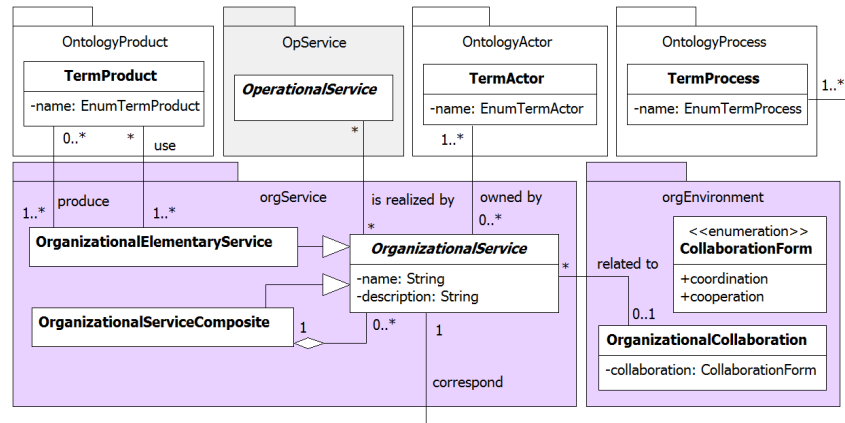 OntologyProduct
OpService
OntologyActor
OntologyProcess
TermProduct
-name: EnumTermProduct
OperationalService
TermActor
-name: EnumTermActor
TermProcess
-name: EnumTermProcess
1..*
0..*
*
use
*
1..*
produce
orgService
is realized by
owned by
orgEnvironment
1..*
1..*
*
0..*
OrganizationalElementaryService
OrganizationalService
-name: String
-description: String
<<enumeration>>
CollaborationForm
+coordination
+cooperation
*
related to
0..1
OrganizationalServiceComposite
1
0..*
1
OrganizationalCollaboration
-collaboration: CollaborationForm
correspond